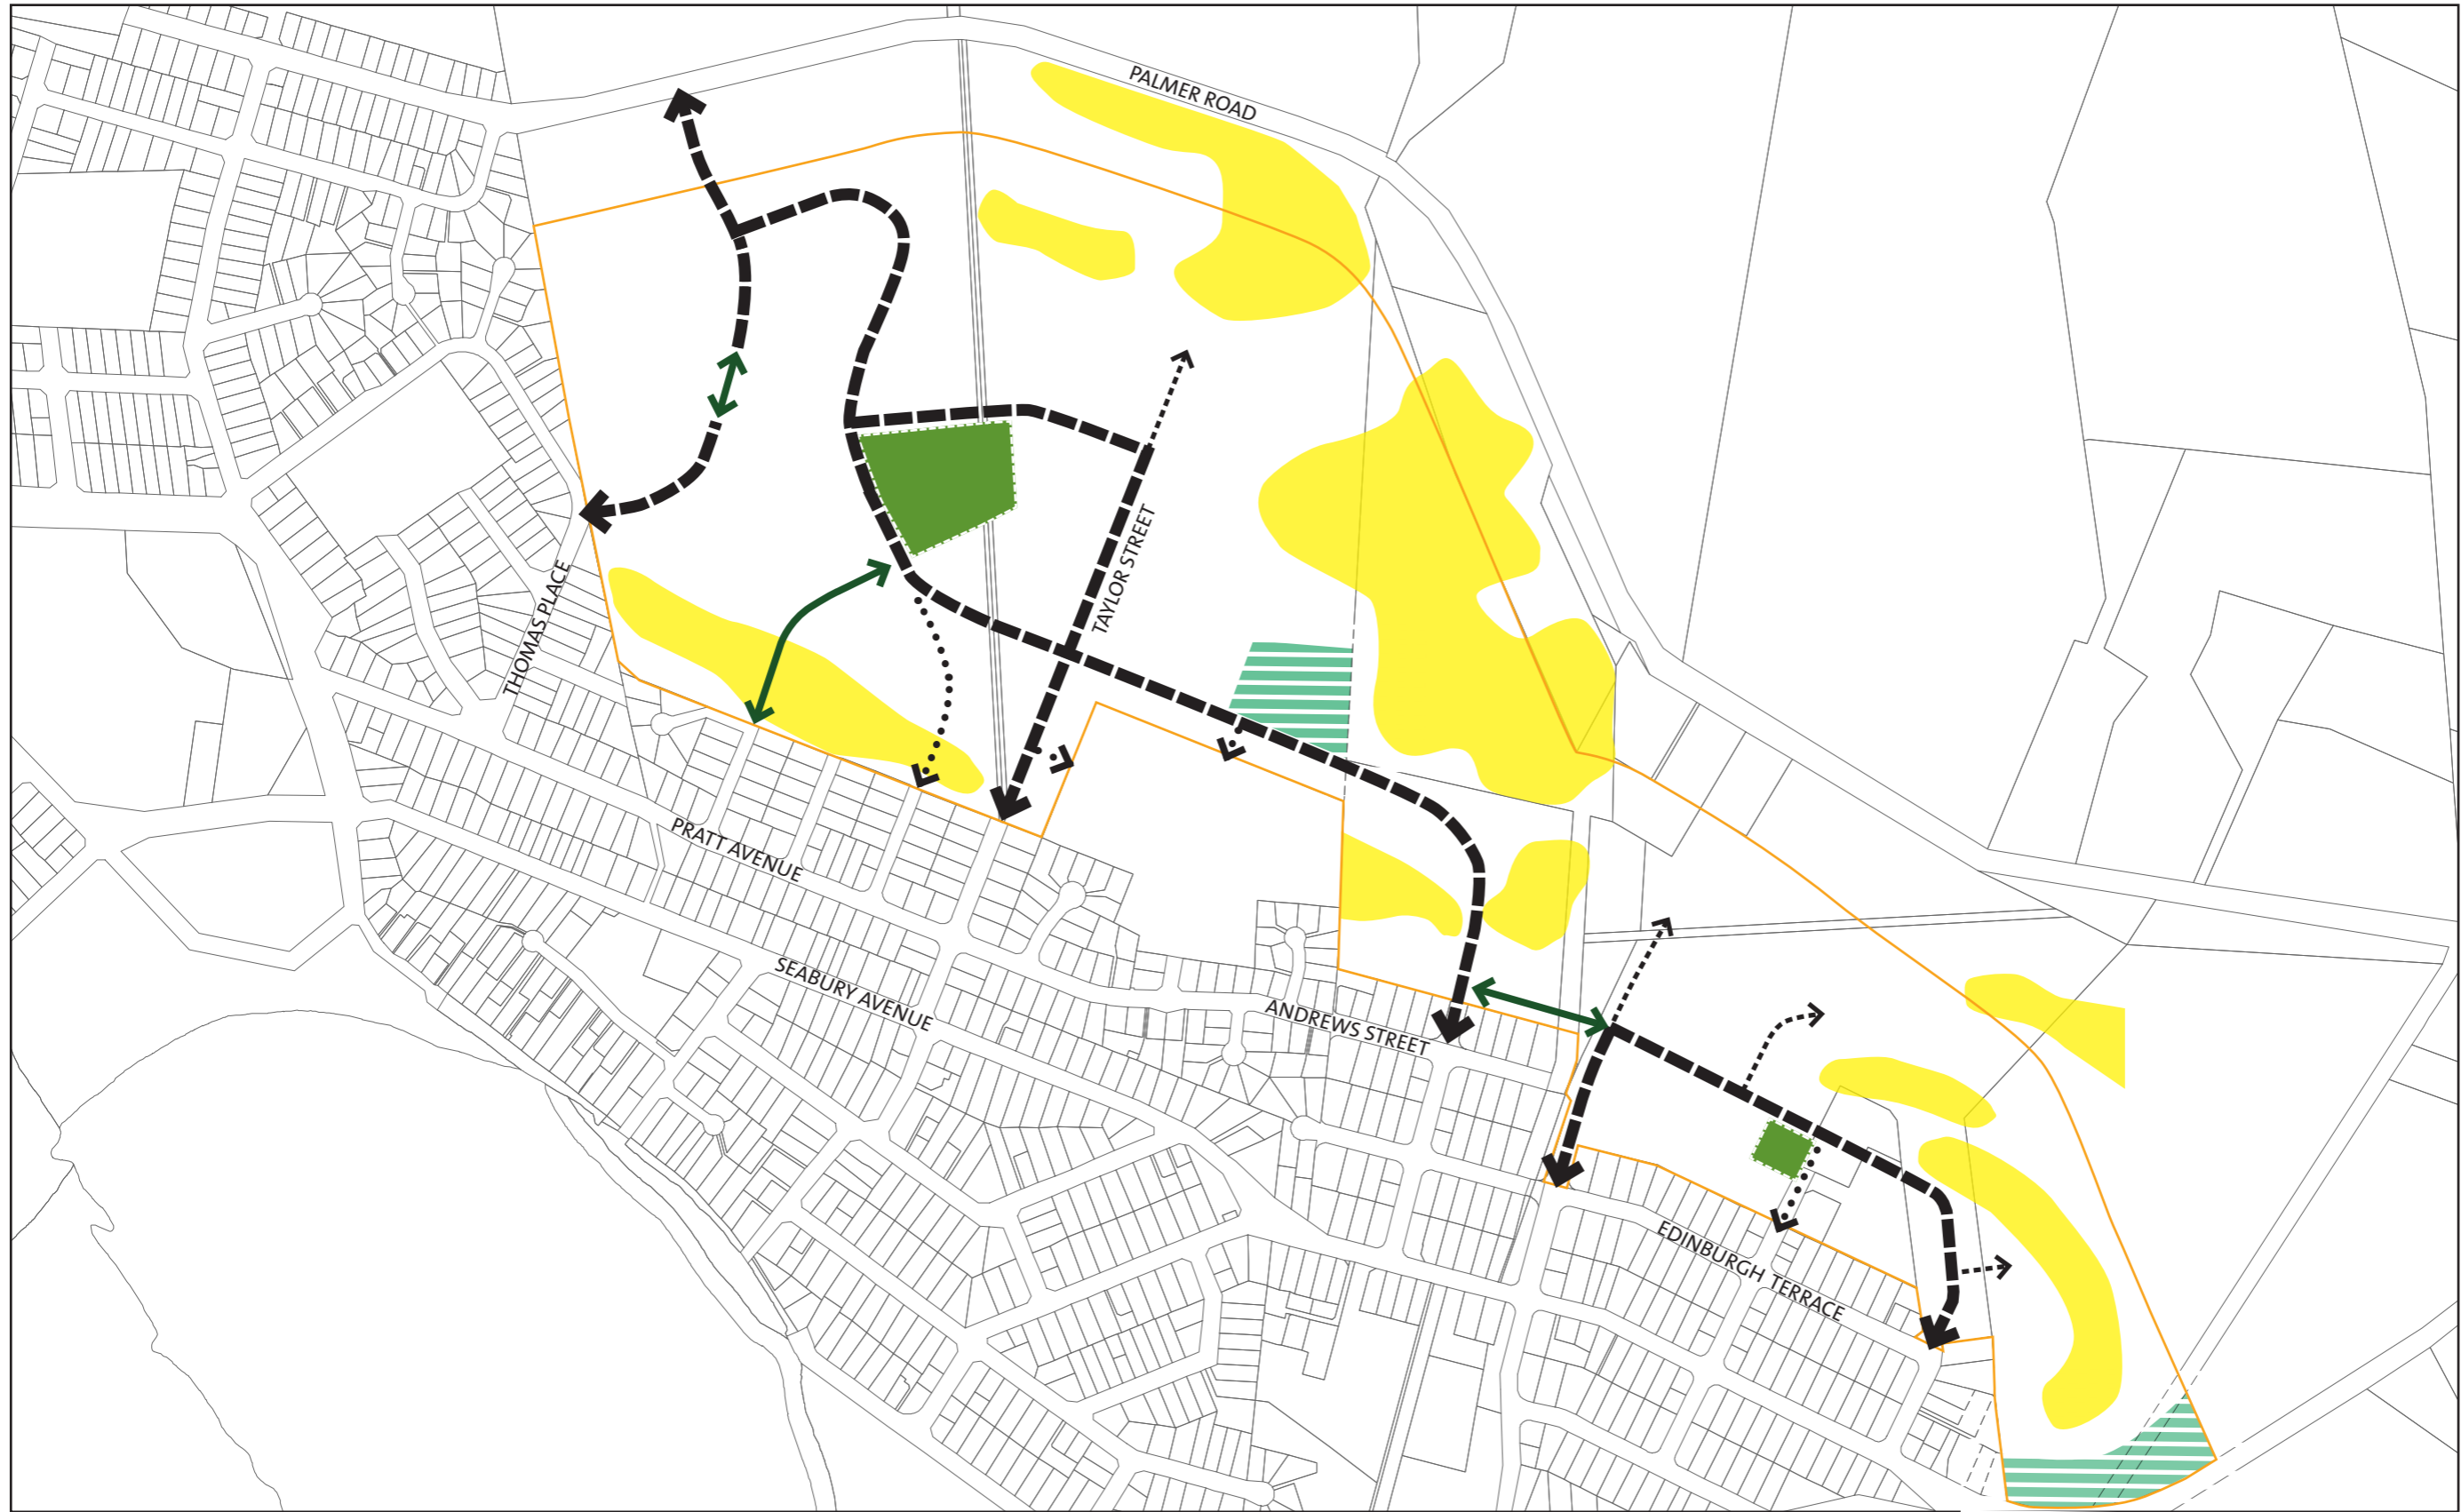 PALMER ROAD
TAYLOR STREET
THOMAS PLACE
PRATT AVENUE
SEABURY AVENUE
ANDREWS STREET
EDINBURGH TERRACE